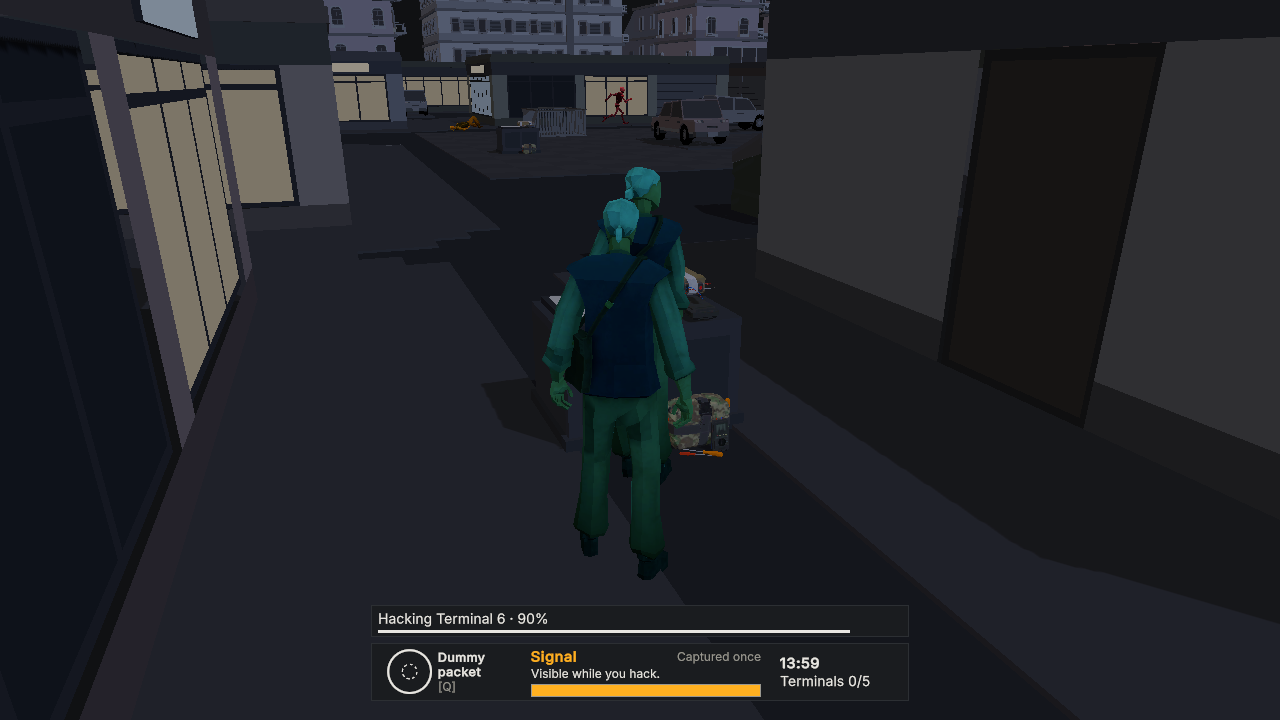 Hacking Terminal 6 · 90%
Dummy packet
[Q]
Signal
Captured once
Visible while you hack.
13:59
Terminals 0/5